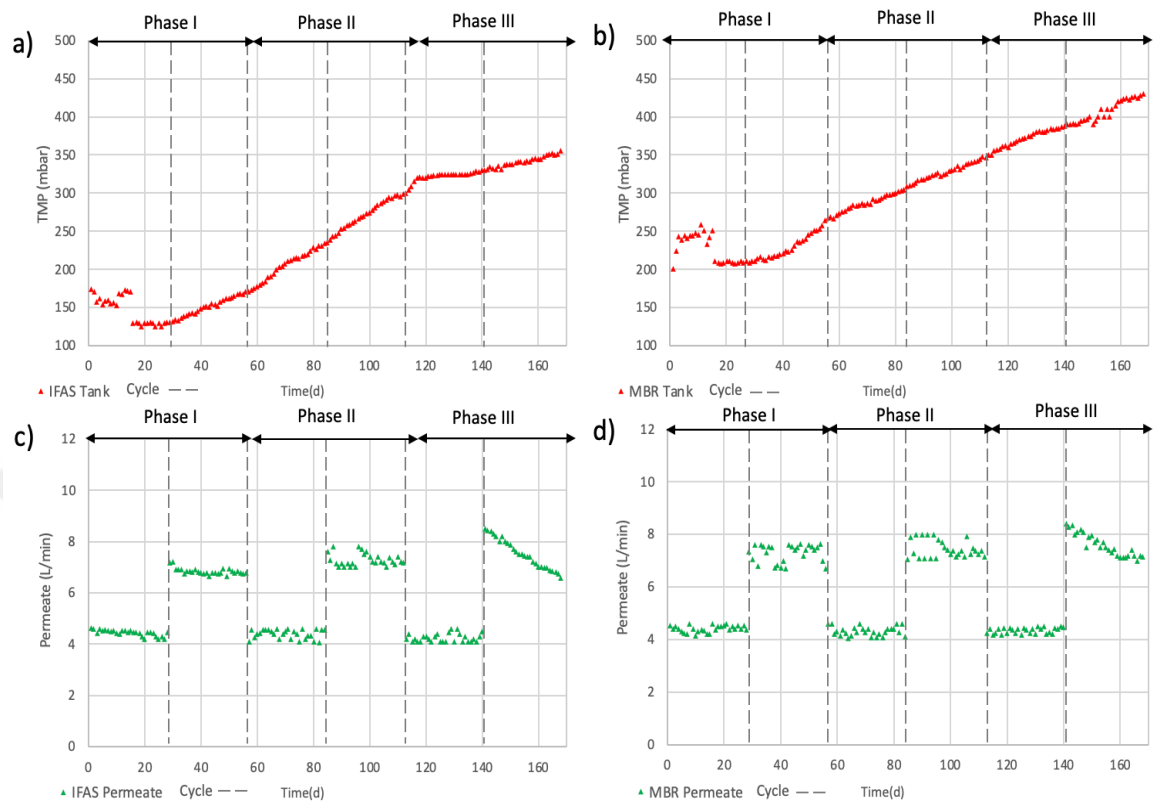 a)
Phase I
Phase II
Phase III
500
450
400
350
300
250
200
150
100
TMP (mbar)
0 20 40 60 80 100 120 140 160
IFAS Tank Cycle — — Time(d)
b)
Phase I
Phase II
Phase III
500
450
400
350
300
250
200
150
100
TMP (mbar)
0 20 40 60 80 100 120 140 160
MBR Tank Cycle — — Time(d)
c)
Phase I
Phase II
Phase III
12
10
8
6
4
2
0
Permeate (L/min)
0 20 40 60 80 100 120 140 160
IFAS Permeate Cycle — — Time(d)
d)
Phase I
Phase II
Phase III
12
10
8
6
4
2
0
Permeate (L/min)
0 20 40 60 80 100 120 140 160
MBR Permeate Cycle — — Time(d)